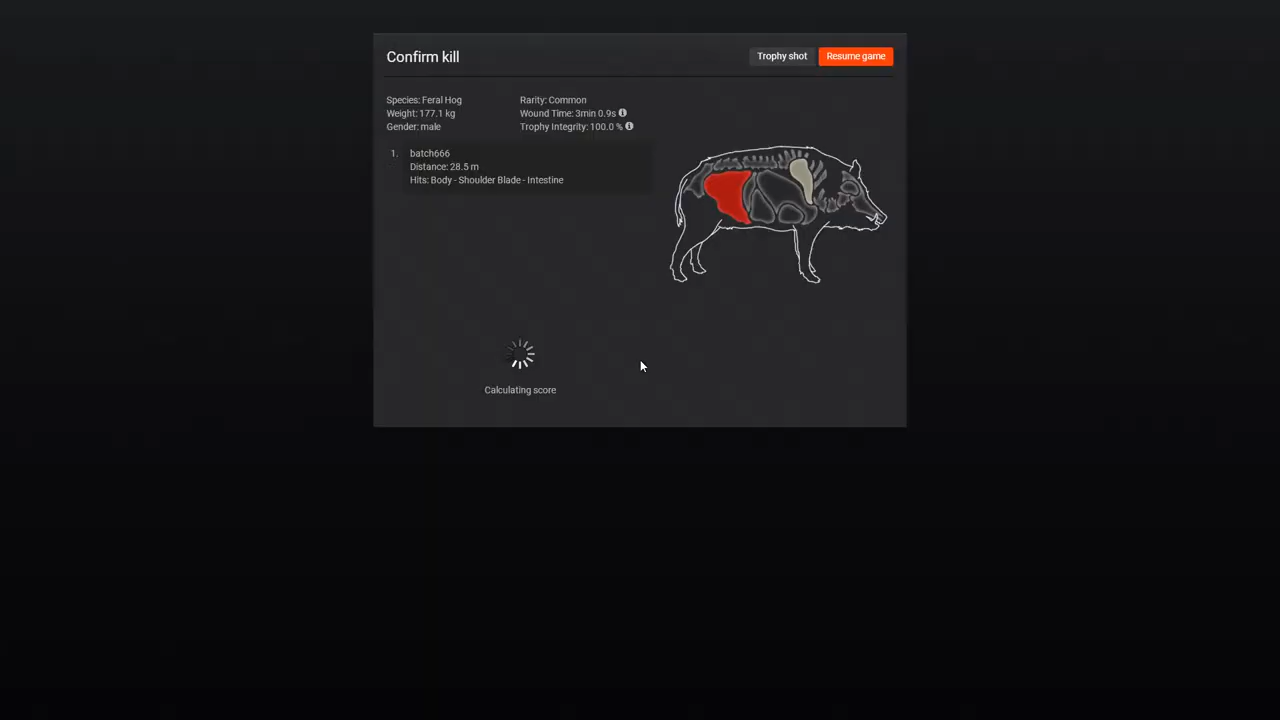 Confirm kill
Trophy shot
Resume game
Species: Feral Hog
Rarity: Common
Weight: 177.1 kg
Wound Time: 3min 0.9s
Gender: male
Trophy Integrity: 100.0 %
1. batch666
Distance: 28.5 m
Hits: Body - Shoulder Blade - Intestine
Calculating score